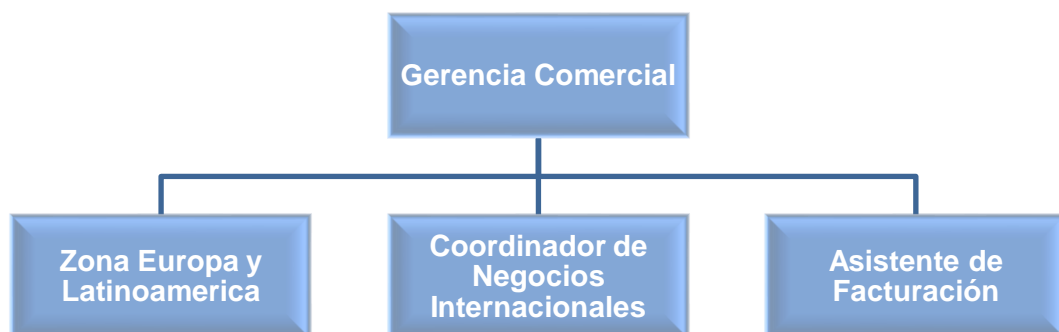 Gerencia Comercial
Zona Europa y
Latinoamerica
Coordinador de
Negocios
Internacionales
Asistente de
Facturación